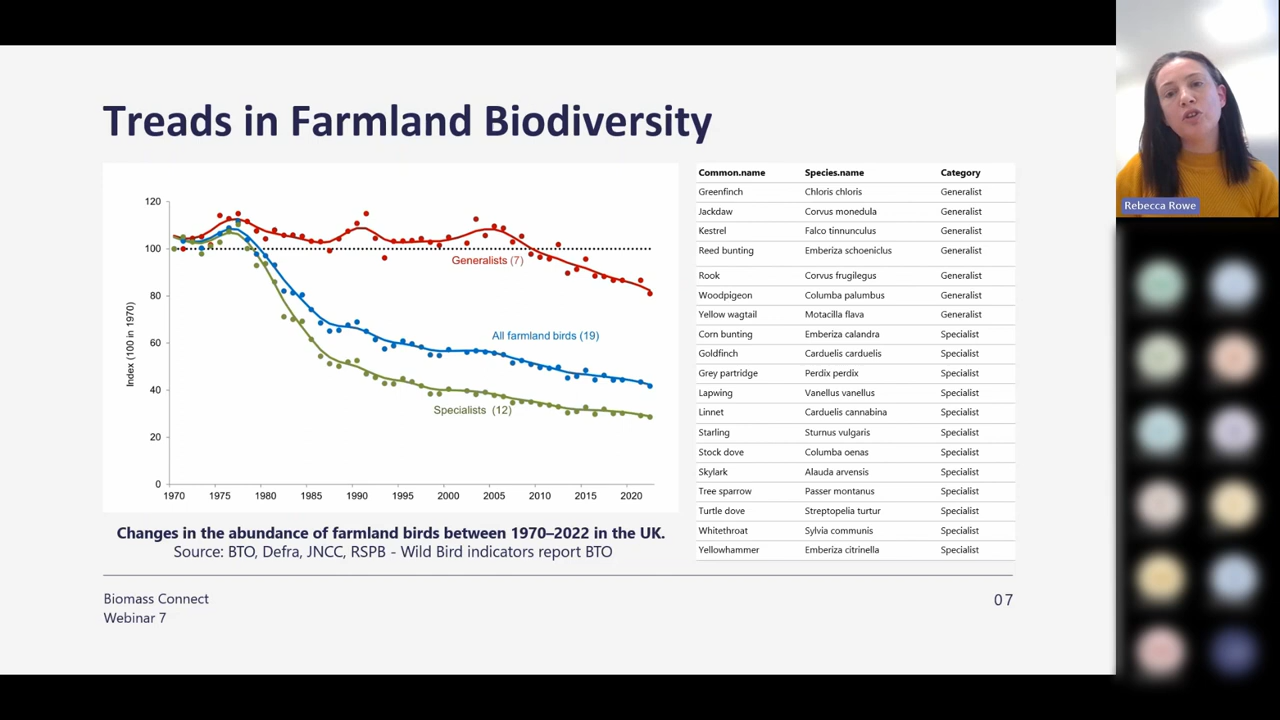 Treads in Farmland Biodiversity
120
100
80
60
40
20
0
Index (100 in 1970)
Generalists (7)
All farmland birds (19)
Specialists (12)
1970 1975 1980 1985 1990 1995 2000 2005 2010 2015 2020
Changes in the abundance of farmland birds between 1970–2022 in the UK.
Source: BTO, Defra, JNCC, RSPB - Wild Bird indicators report BTO
Common.name Species.name Category
Greenfinch Chloris chloris Generalist
Jackdaw Corvus monedula Generalist
Kestrel Falco tinnunculus Generalist
Reed bunting Emberiza schoeniclus Generalist
Rook Corvus frugilegus Generalist
Woodpigeon Columba palumbus Generalist
Yellow wagtail Motacilla flava Generalist
Corn bunting Emberiza calandra Specialist
Goldfinch Carduelis carduelis Specialist
Grey partridge Perdix perdix Specialist
Lapwing Vanellus vanellus Specialist
Linnet Carduelis cannabina Specialist
Starling Sturnus vulgaris Specialist
Stock dove Columba oenas Specialist
Skylark Alauda arvensis Specialist
Tree sparrow Passer montanus Specialist
Turtle dove Streptopelia turtur Specialist
Whitethroat Sylvia communis Specialist
Yellowhammer Emberiza citrinella Specialist
Biomass Connect
Webinar 7
07
Rebecca Rowe